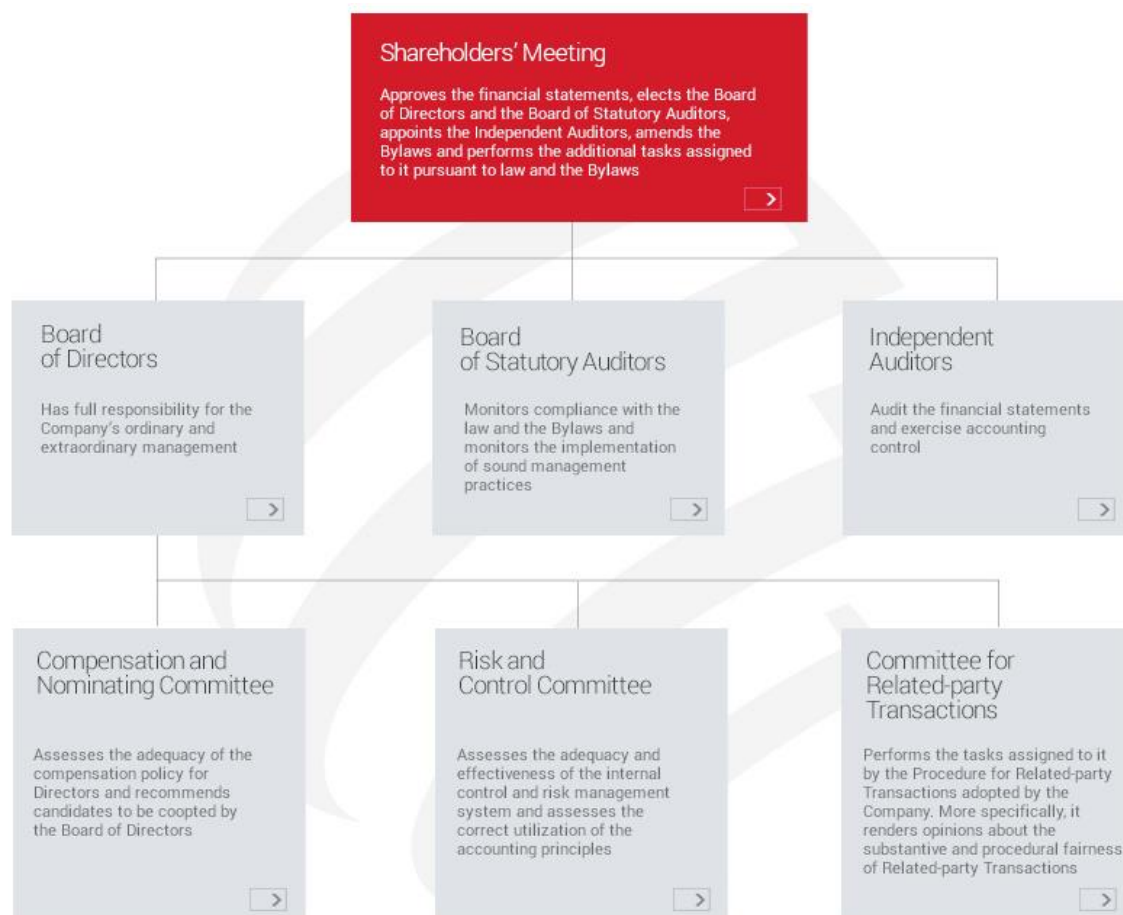 Shareholders' Meeting
Approves the financial statements, elects the Board
of Directors and the Board of Statutory Auditors,
appoints the Independent Auditors, amends the
Bylaws and performs the additional tasks assigned
to it pursuant to law and the Bylaws
Board
of Directors
Has full responsibility for the
Company's ordinary and
extraordinary management
Board
of Statutory Auditors
Monitors compliance with the
law and the Bylaws and
monitors the implementation
of sound management
practices
Independent
Auditors
Audit the financial statements
and exercise accounting
control
Compensation and
Nominating Committee
Assesses the adequacy of the
compensation policy for
Directors and recommends
candidates to be coopted by
the Board of Directors
Risk and
Control Committee
Assesses the adequacy and
effectiveness of the internal
control and risk management
system and assesses the
correct utilization of the
accounting principles
Committee for
Related-party
Transactions
Performs the tasks assigned to it
by the Procedure for Related-party
Transactions adopted by the
Company. More specifically, it
renders opinions about the
substantive and procedural fairness
of Related-party Transactions